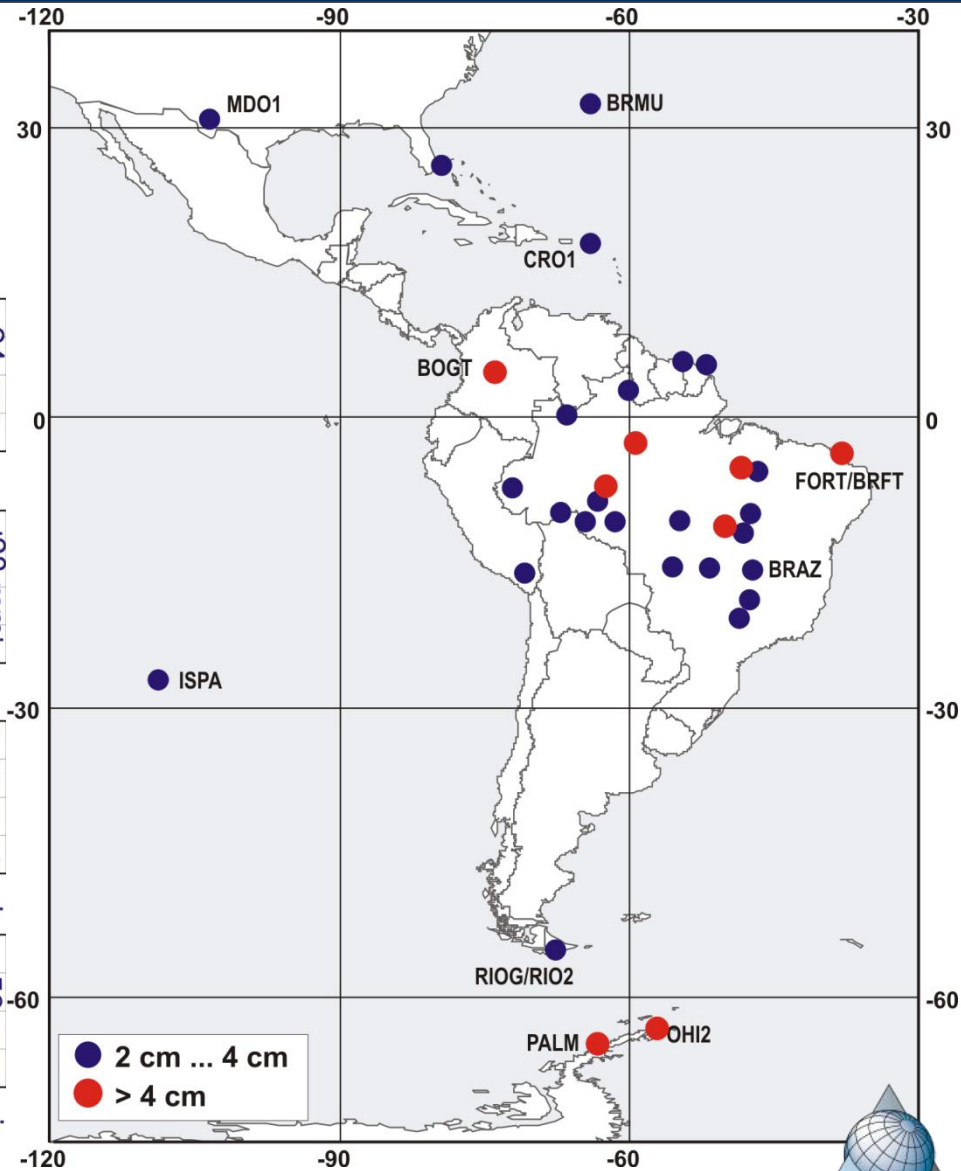 -120 -90 -60 -30
MDO1
BRMU
30 30
CRO1
BOGT
0 0
FORT/BRFT
BRAZ
ISPA
-30 -30
RIOG/RIO2
-60 -60
PALM
OHI2
2 cm ... 4 cm
> 4 cm
-120 -90 -60